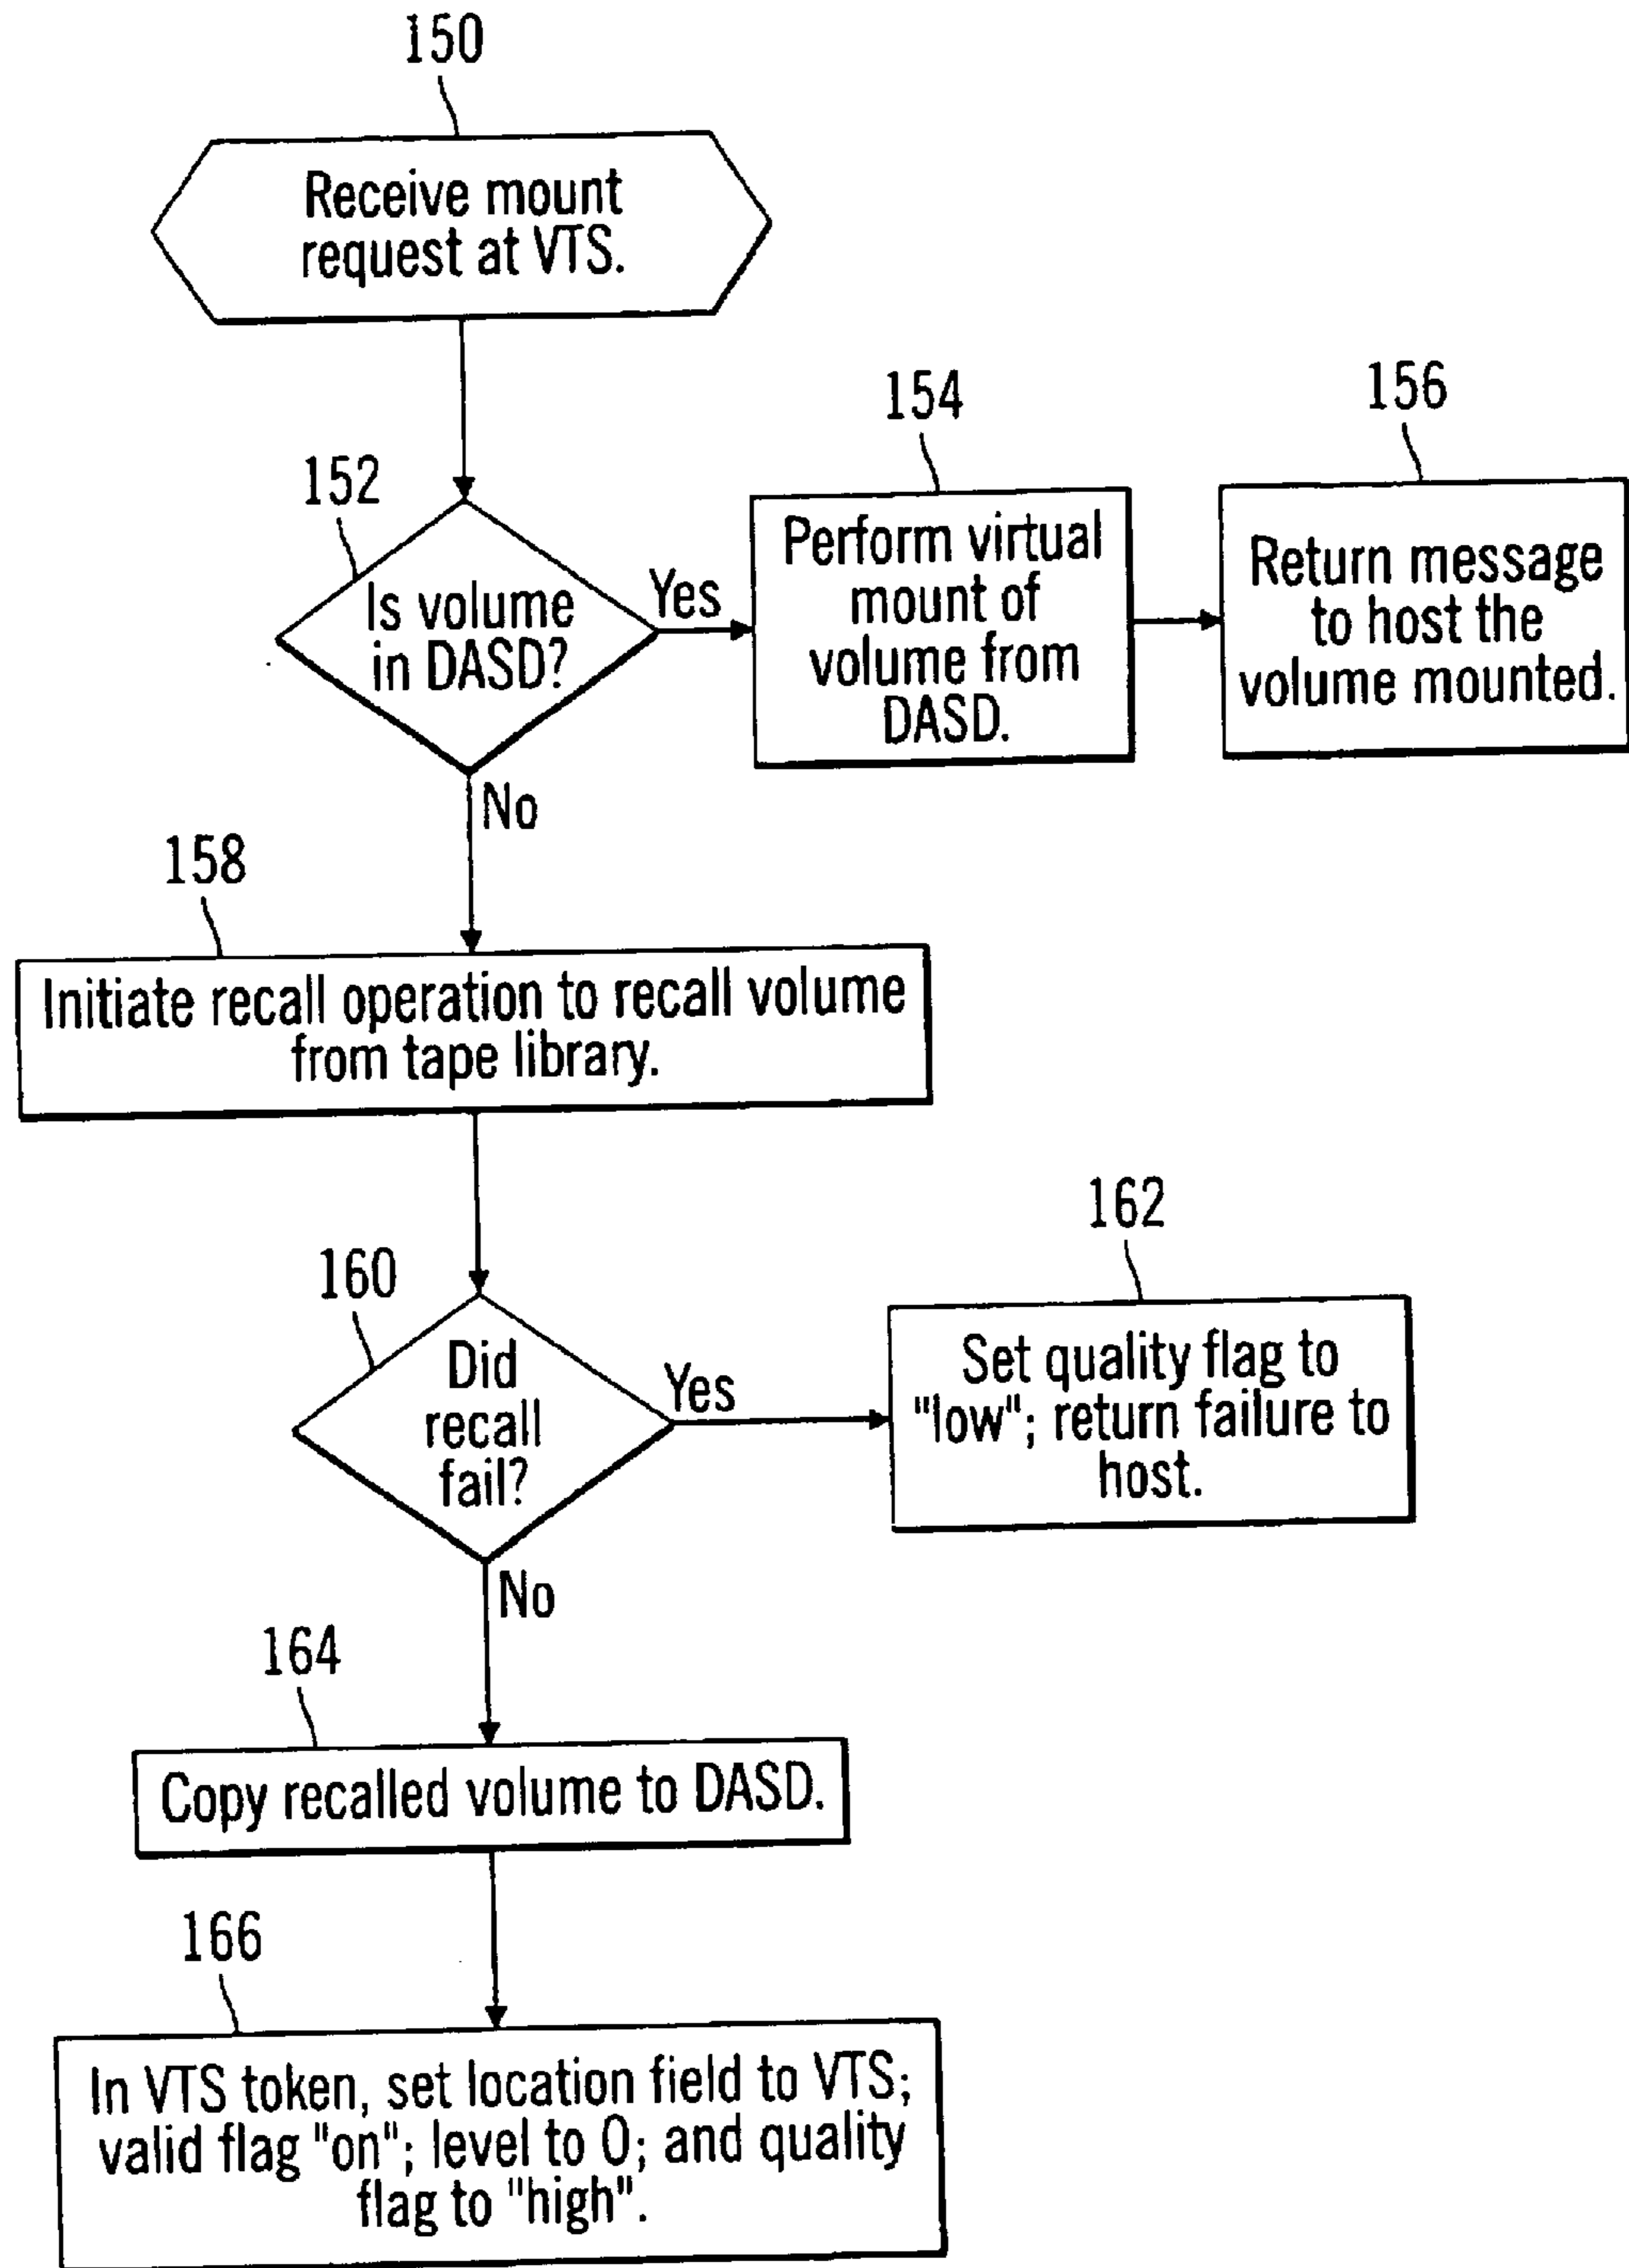 150
Receive mount
request at VTS.
152
Is volume
in DASD?
Yes
154
Perform virtual
mount of
volume from
DASD.
156
Return message
to host the
volume mounted.
No
158
Initiate recall operation to recall volume
from tape library.
160
Did
recall
fail?
Yes
162
Set quality flag to
"low"; return failure to
host.
No
164
Copy recalled volume to DASD.
166
In VTS token, set location field to VTS;
valid flag "on"; level to 0; and quality
flag to "high".